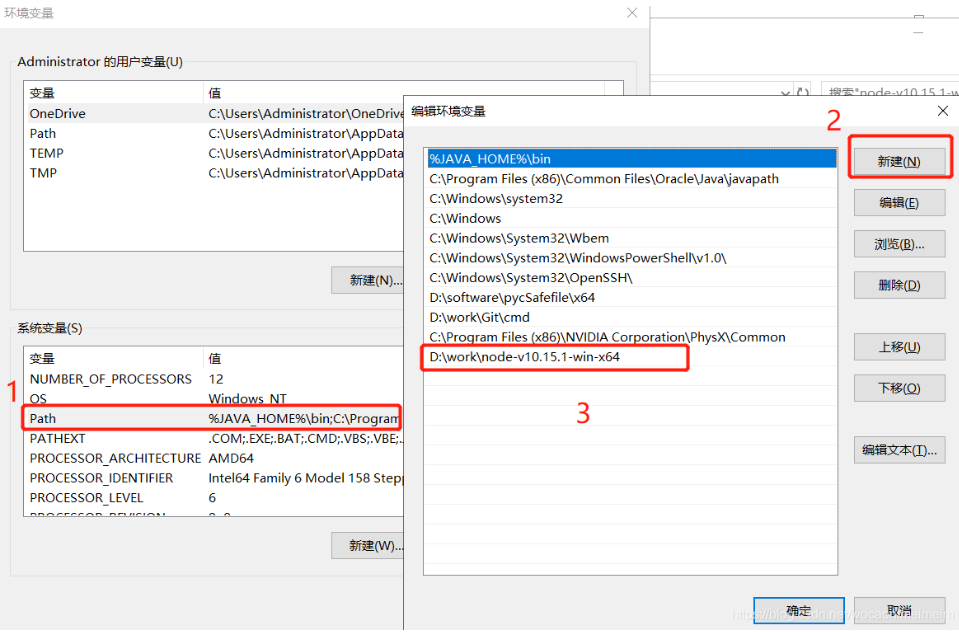 环境变量
Administrator 的用户变量(U)
变量 值
OneDrive C:\Users\Administrator\OneDrive
Path C:\Users\Administrator\AppData
TEMP C:\Users\Administrator\AppData
TMP C:\Users\Administrator\AppData
新建(N)...
系统变量(S)
变量 值
NUMBER_OF_PROCESSORS 12
OS Windows_NT
1
Path %JAVA_HOME%\bin;C:\Program
PATHEXT .COM;.EXE;.BAT;.CMD;.VBS;.VBE;.
PROCESSOR_ARCHITECTURE AMD64
PROCESSOR_IDENTIFIER Intel64 Family 6 Model 158 Stepp
PROCESSOR_LEVEL 6
PROCESSOR_REVISION
新建(W)...
搜索"node-v10.15.1-w
编辑环境变量
2
%JAVA_HOME%\bin
C:\Program Files (x86)\Common Files\Oracle\Java\javapath
C:\Windows\system32
C:\Windows
C:\Windows\System32\Wbem
C:\Windows\System32\WindowsPowerShell\v1.0\
C:\Windows\System32\OpenSSH\
D:\software\pycSafefile\x64
D:\work\Git\cmd
C:\Program Files (x86)\NVIDIA Corporation\PhysX\Common
D:\work\node-v10.15.1-win-x64
3
新建(N)
编辑(E)
浏览(B)...
删除(D)
上移(U)
下移(O)
编辑文本(T)...
确定
取消